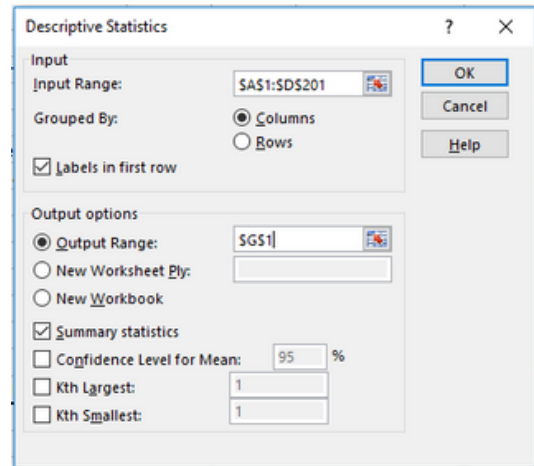 Descriptive Statistics ? ✕
Input
Input Range: $A$1:$D$201
OK
Grouped By: Columns
Cancel
Rows
Help
Labels in first row
Output options
Output Range: $G$1
New Worksheet Ply:
New Workbook
Summary statistics
Confidence Level for Mean: 95 %
Kth Largest: 1
Kth Smallest: 1